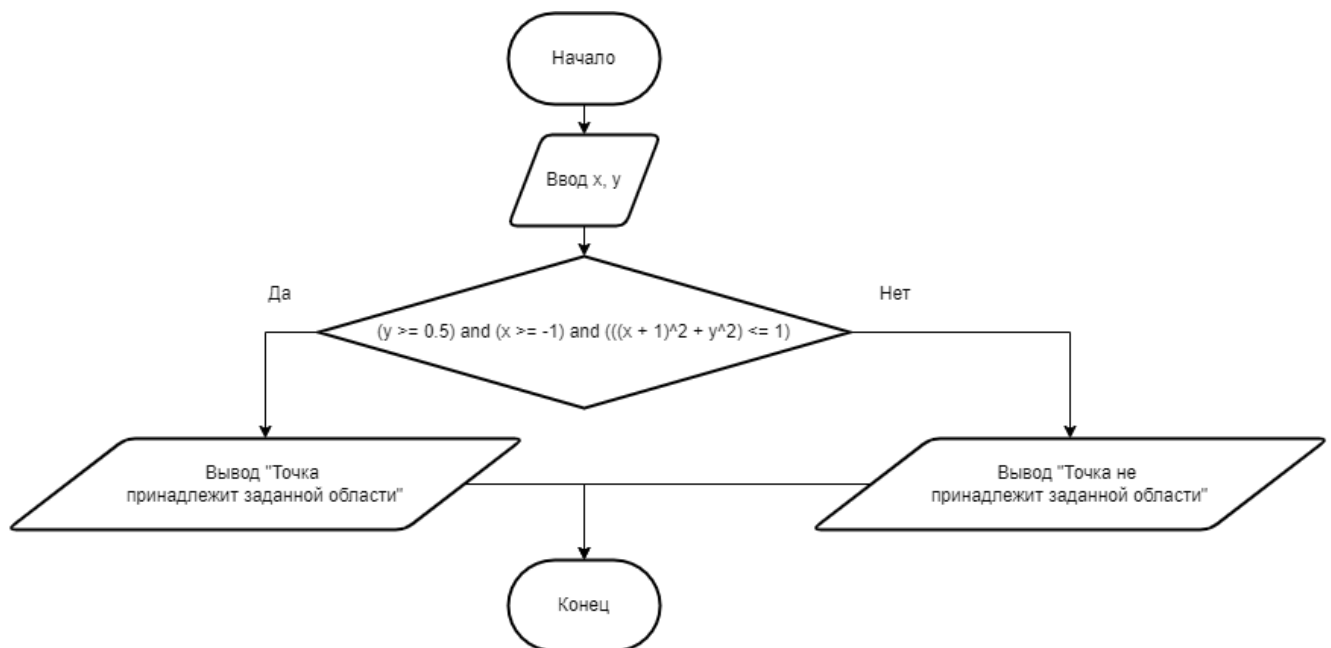 Начало
Ввод x, y
Да
Нет
(y >= 0.5) and (x >= -1) and (((x + 1)^2 + y^2) <= 1)
Вывод "Точка
принадлежит заданной области"
Вывод "Точка не
принадлежит заданной области"
Конец